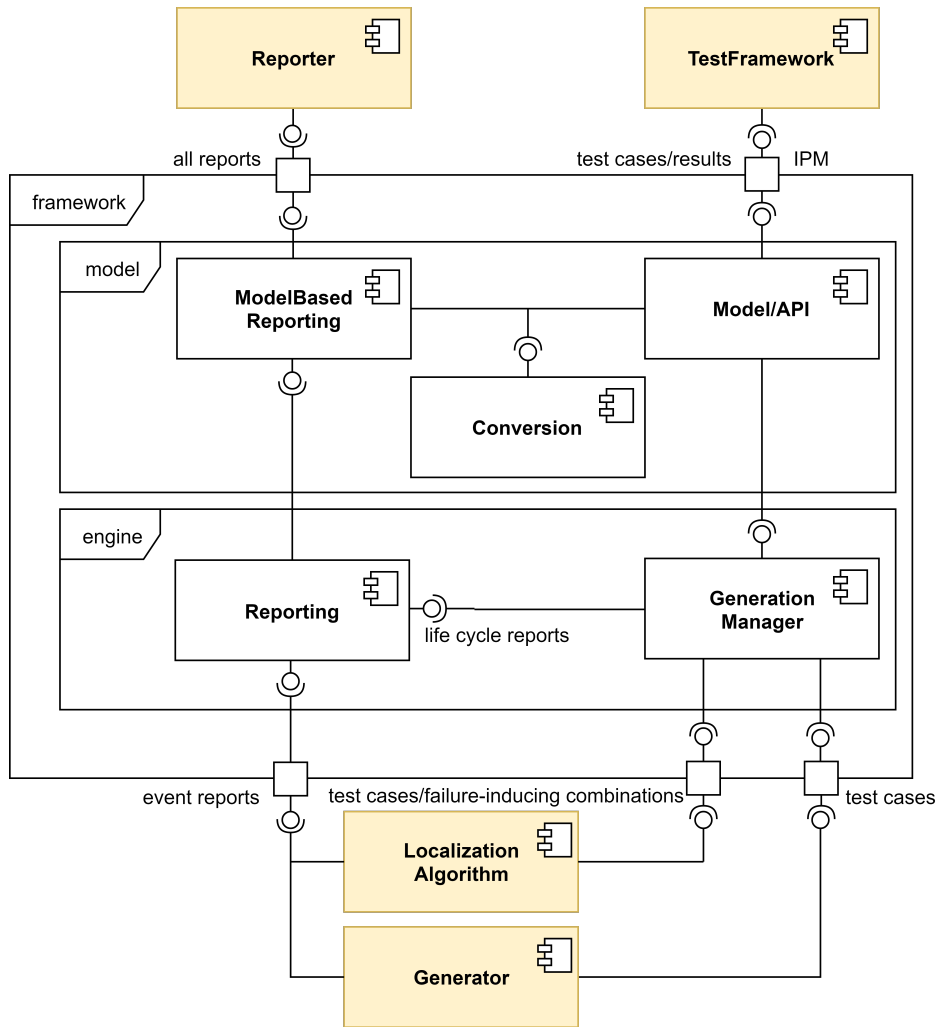 Reporter
TestFramework
all reports
test cases/results
IPM
framework
model
ModelBased
Reporting
Model/API
Conversion
engine
Reporting
Generation
Manager
life cycle reports
event reports
test cases/failure-inducing combinations
test cases
Localization
Algorithm
Generator